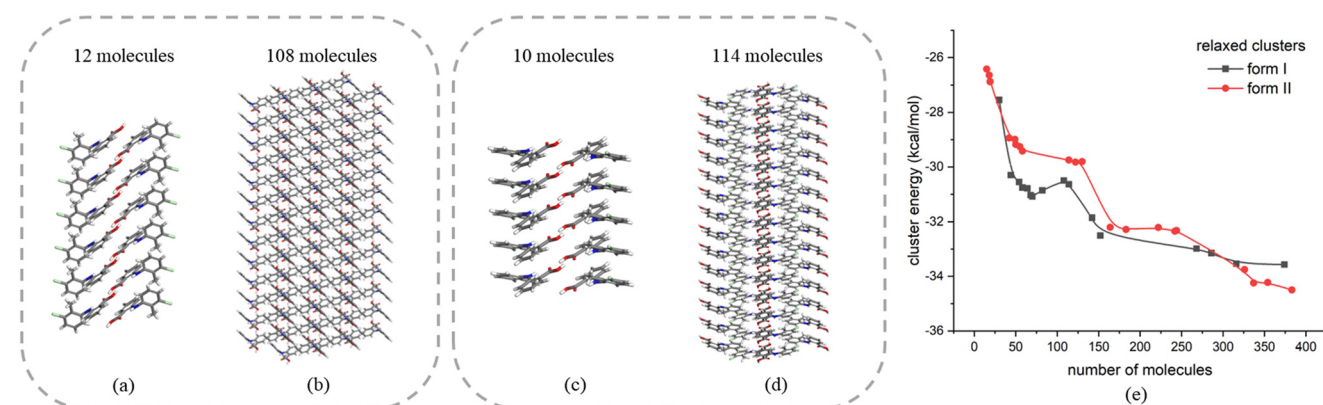 12 molecules
108 molecules
(a)
(b)
10 molecules
114 molecules
(c)
(d)
relaxed clusters
form I
form II
cluster energy (kcal/mol)
-26
-28
-30
-32
-34
-36
0 50 100 150 200 250 300 350 400
number of molecules
(e)